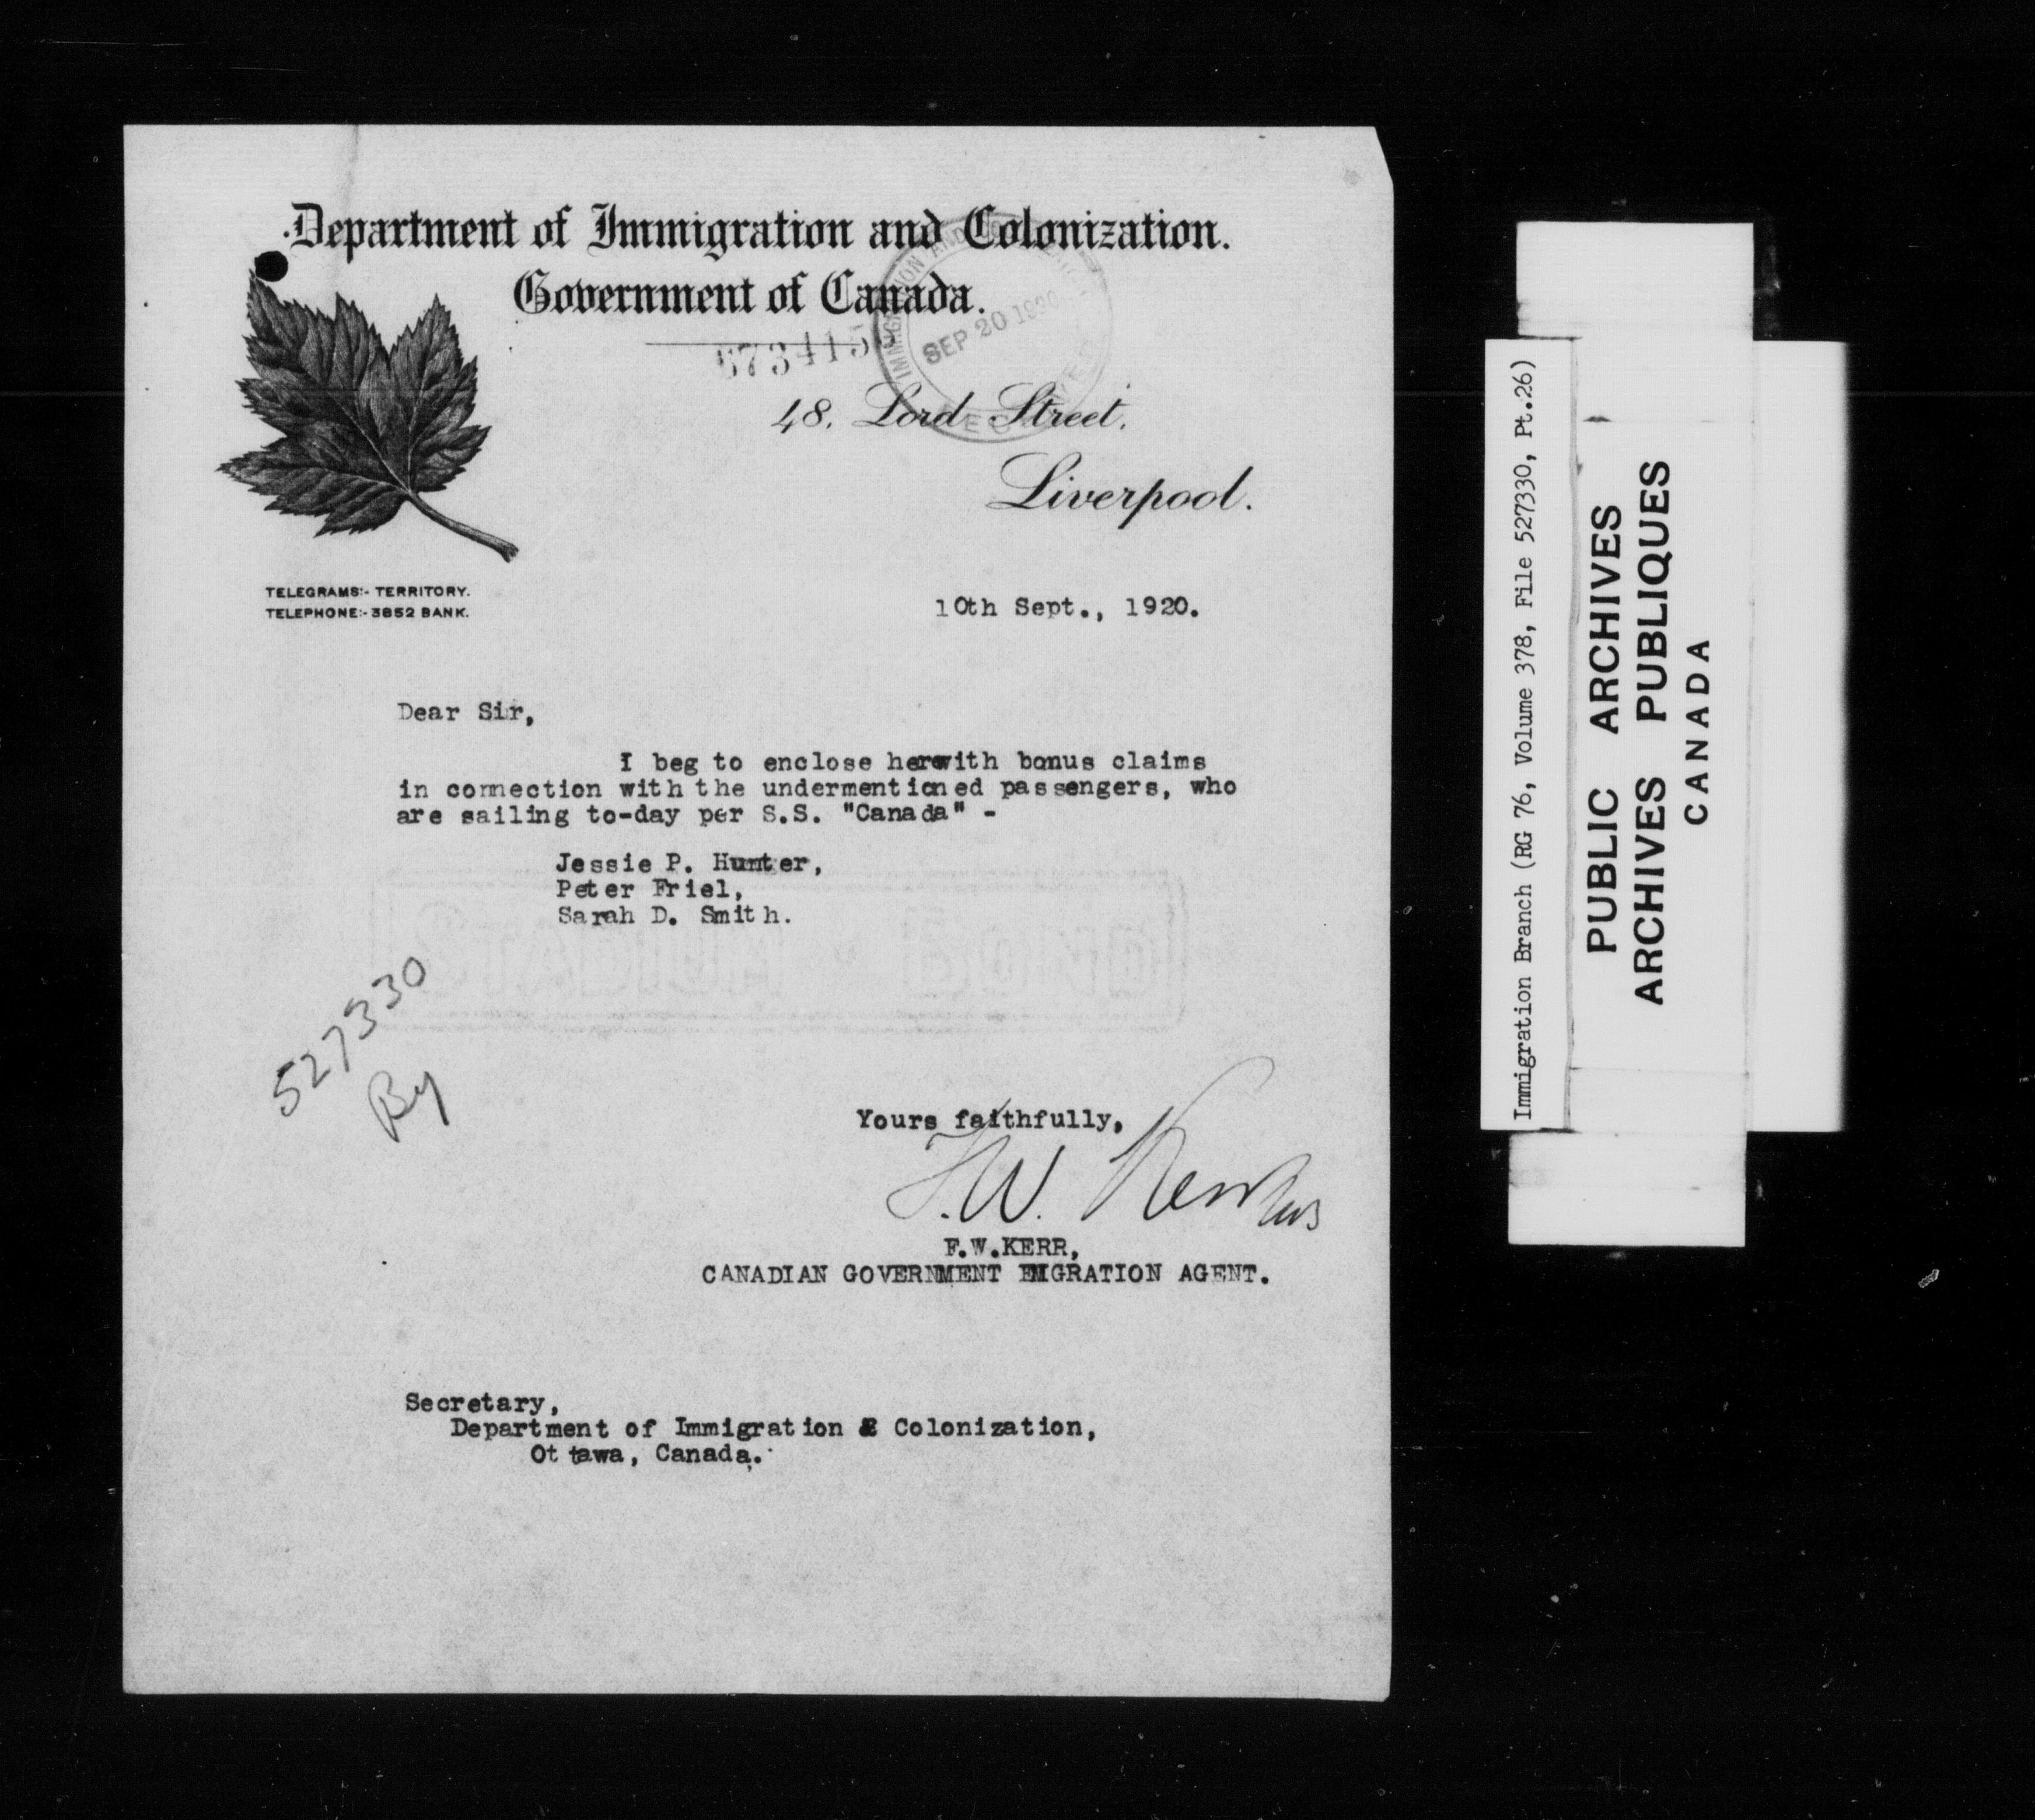 Department of Immigration and Colonization.
Government of Canada.
673415
IMMIGRATION AND
SEP 20 1920
48, Lord Street,
Liverpool.
TELEGRAMS:- TERRITORY.
TELEPHONE:- 3852 BANK.
10th Sept., 1920.
Dear Sir,
I beg to enclose herewith bonus claims
in connection with the undermentioned passengers, who
are sailing to-day per S.S. "Canada" -
Jessie P. Hunter,
Peter Friel,
Sarah D. Smith.
527330
By
Yours faithfully,
F.W. Kerr
F.W.KERR,
CANADIAN GOVERNMENT EMIGRATION AGENT.
Secretary,
Department of Immigration & Colonization,
Ottawa, Canada.
Immigration Branch (RG 76, Volume 378, File 527330, Pt.26)
PUBLIC ARCHIVES
ARCHIVES PUBLIQUES
CANADA